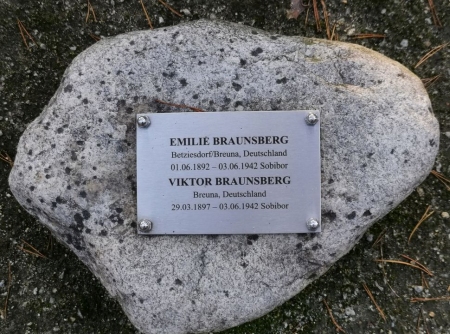 EMILIE BRAUNSBERG
Betziesdorf/Breuna, Deutschland
01.06.1892 – 03.06.1942 Sobibor
VIKTOR BRAUNSBERG
Breuna, Deutschland
29.03.1897 – 03.06.1942 Sobibor